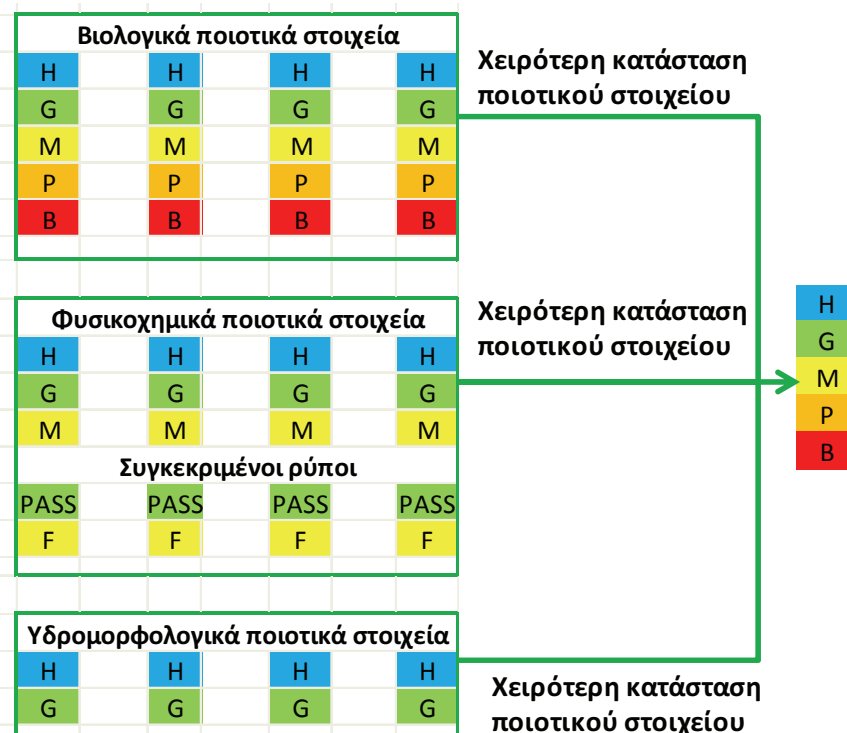 Βιολογικά ποιοτικά στοιχεία
H H H H
G G G G
M M M M
P P P P
B B B B
Χειρότερη κατάσταση
ποιοτικού στοιχείου
Φυσικοχημικά ποιοτικά στοιχεία
H H H H
G G G G
M M M M
Συγκεκριμένοι ρύποι
PASS PASS PASS PASS
F F F F
Χειρότερη κατάσταση
ποιοτικού στοιχείου
Υδρομορφολογικά ποιοτικά στοιχεία
H H H H
G G G G
Χειρότερη κατάσταση
ποιοτικού στοιχείου
H
G
M
P
B